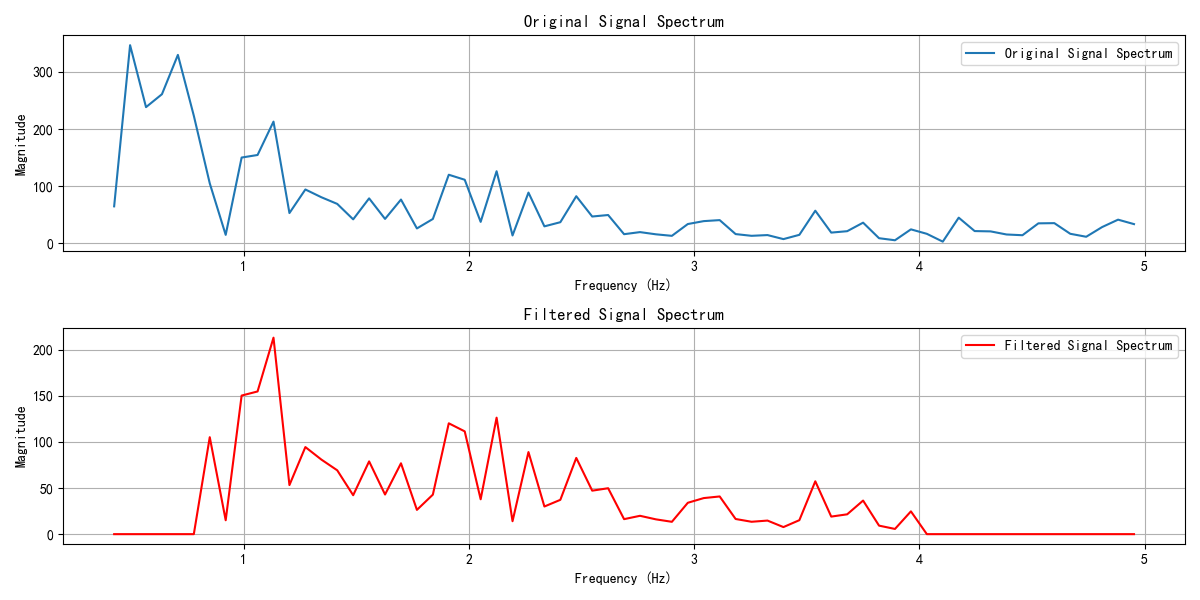 Original Signal Spectrum
Original Signal Spectrum
Magnitude
300
200
100
0
1
2
3
4
5
Frequency (Hz)
Filtered Signal Spectrum
Filtered Signal Spectrum
Magnitude
200
150
100
50
0
1
2
3
4
5
Frequency (Hz)